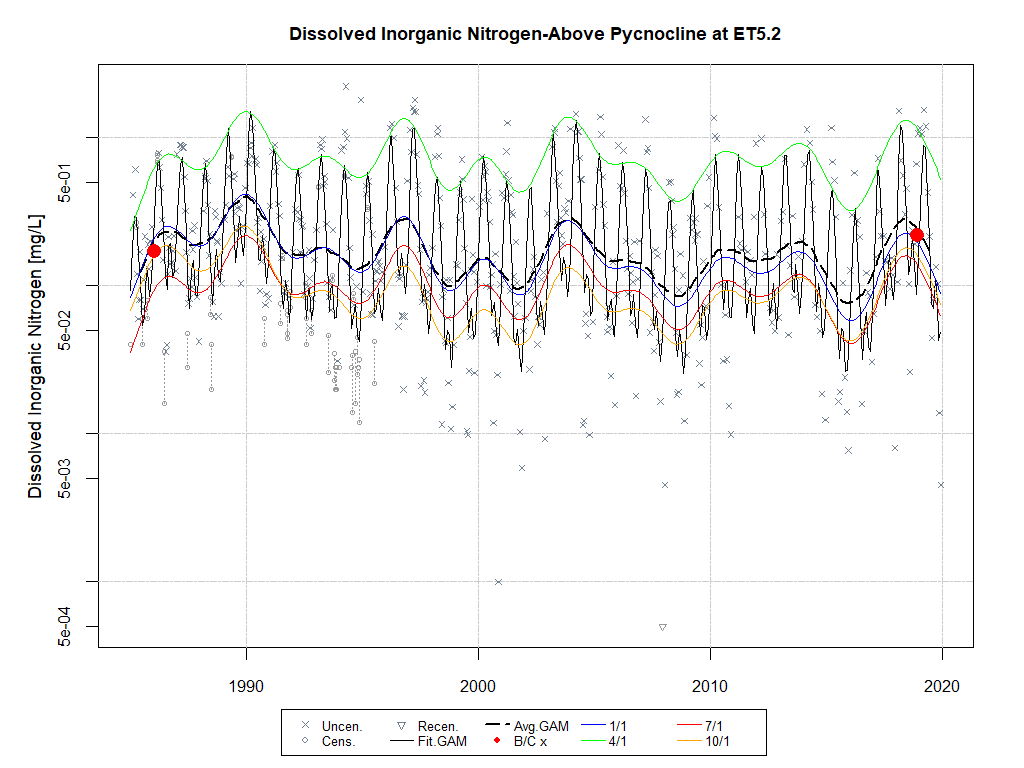 Dissolved Inorganic Nitrogen-Above Pycnocline at ET5.2
Dissolved Inorganic Nitrogen [mg/L]
5e-01
5e-02
5e-03
5e-04
1990 2000 2010 2020
Uncen. Recen. Avg.GAM 1/1 7/1
Cens. Fit.GAM B/C x 4/1 10/1